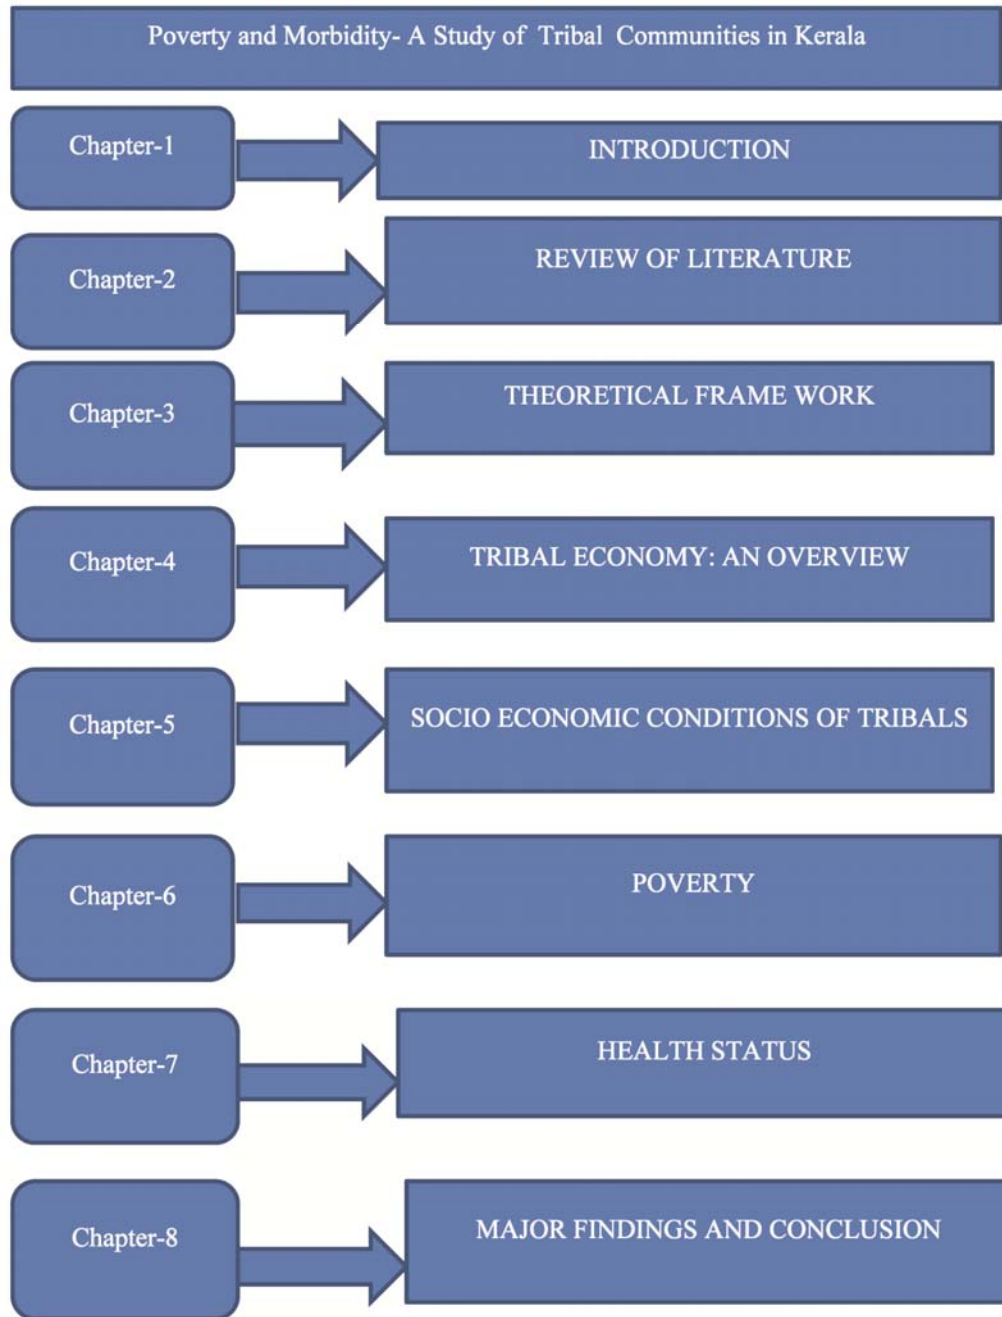 Poverty and Morbidity- A Study of Tribal Communities in Kerala
Chapter-1
INTRODUCTION
Chapter-2
REVIEW OF LITERATURE
Chapter-3
THEORETICAL FRAME WORK
Chapter-4
TRIBAL ECONOMY: AN OVERVIEW
Chapter-5
SOCIO ECONOMIC CONDITIONS OF TRIBALS
Chapter-6
POVERTY
Chapter-7
HEALTH STATUS
Chapter-8
MAJOR FINDINGS AND CONCLUSION